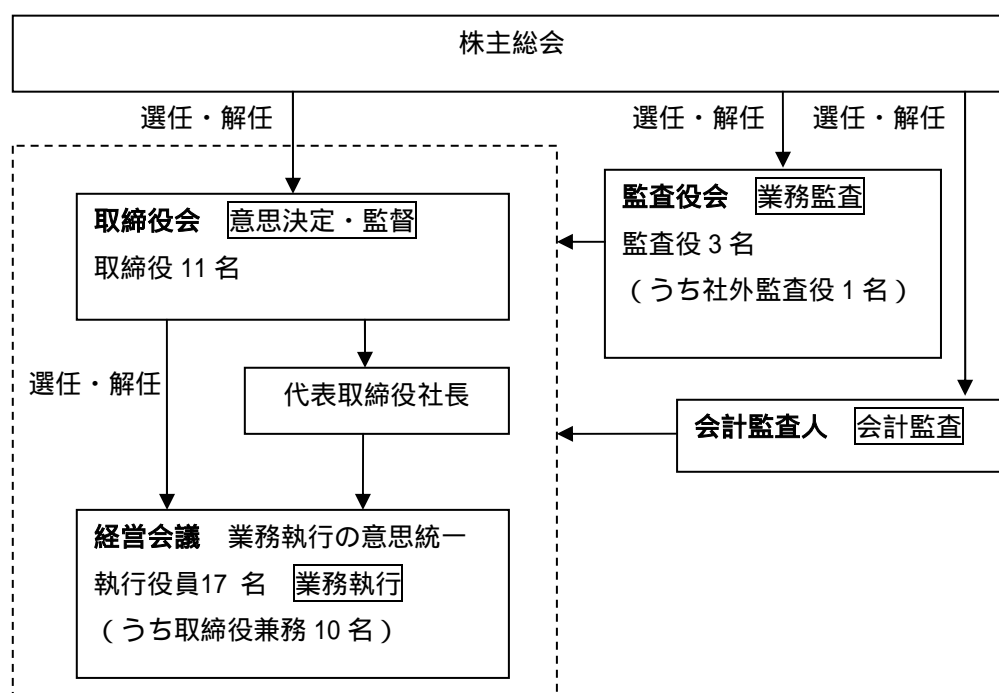 株主総会
選任・解任
選任・解任
選任・解任
取締役会 意思決定・監督
取締役 11 名
監査役会 業務監査
監査役 3 名
（うち社外監査役 1 名）
選任・解任
代表取締役社長
会計監査人 会計監査
経営会議 業務執行の意思統一
執行役員17 名 業務執行
（うち取締役兼務 10 名）